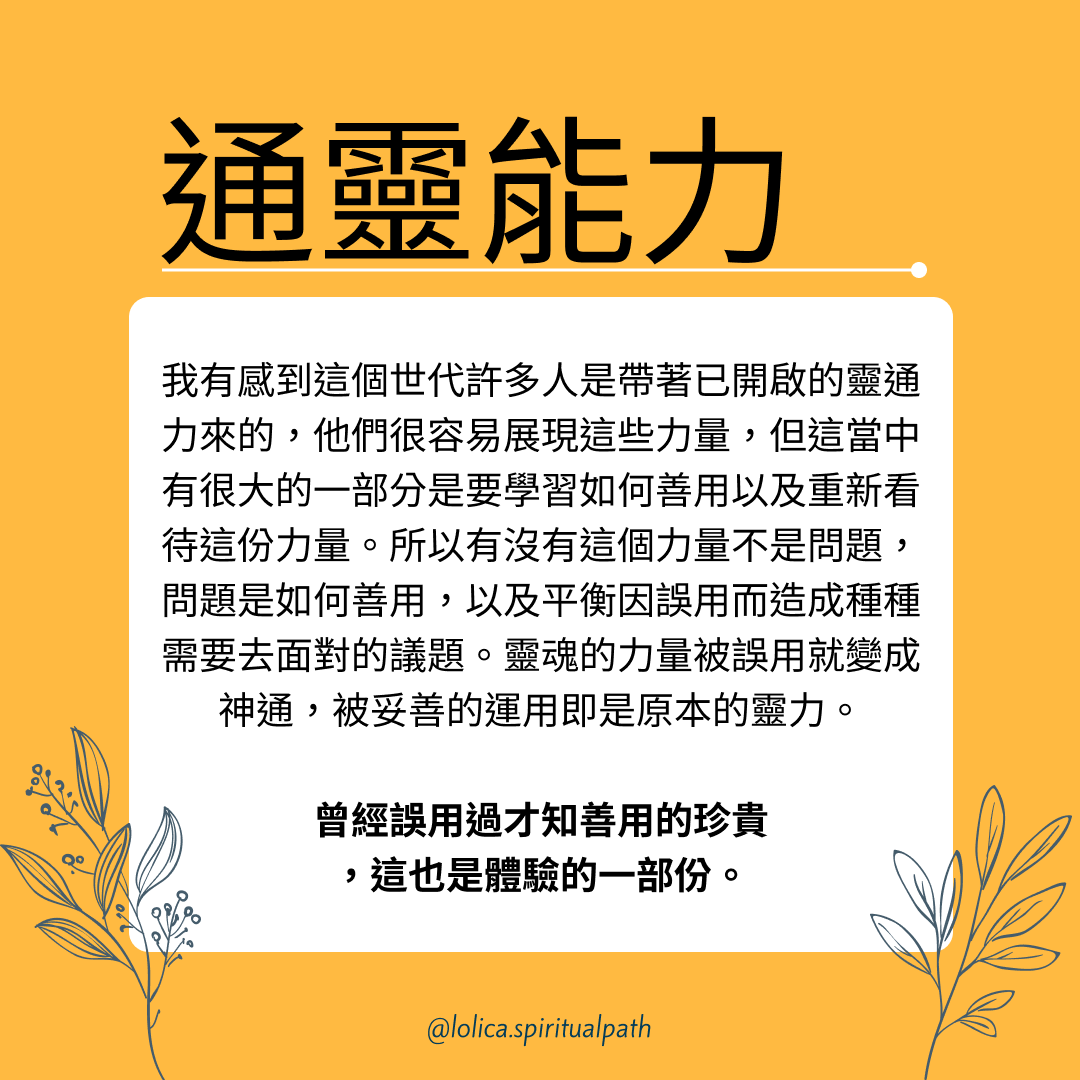 通靈能力
我有感到這個世代許多人是帶著已開啟的靈通
力來的，他們很容易展現這些力量，但這當中
有很大的一部分是要學習如何善用以及重新看
待這份力量。所以有沒有這個力量不是問題，
問題是如何善用，以及平衡因誤用而造成種種
需要去面對的議題。靈魂的力量被誤用就變成
神通，被妥善的運用即是原本的靈力。
曾經誤用過才知善用的珍貴
，這也是體驗的一部份。
@lolica.spiritualpath